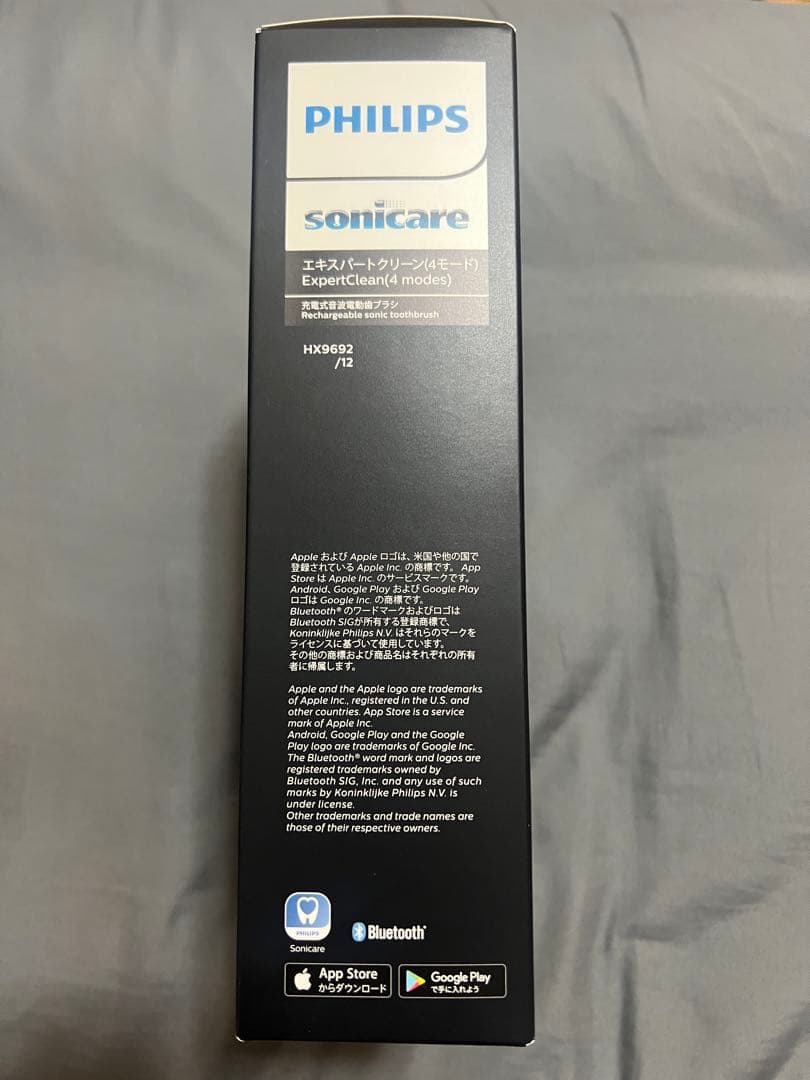 PHILIPS
sonicare
エキスパートクリーン(4モード)
ExpertClean(4 modes)
充電式音波電動歯ブラシ
Rechargeable sonic toothbrush
HX9692
/12
Apple および Apple ロゴは、米国や他の国で
登録されている Apple Inc. の商標です。 App
Store は Apple Inc. のサービスマークです。
Android、Google Play および Google Play
ロゴは Google Inc. の商標です。
Bluetooth® のワードマークおよびロゴは
Bluetooth SIGが所有する登録商標で、
Koninklijke Philips N.V. はそれらのマークを
ライセンスに基づいて使用しています。
その他の商標および商品名はそれぞれの所有
者に帰属します。
Apple and the Apple logo are trademarks
of Apple Inc., registered in the U.S. and
other countries. App Store is a service
mark of Apple Inc.
Android, Google Play and the Google
Play logo are trademarks of Google Inc.
The Bluetooth® word mark and logos are
registered trademarks owned by
Bluetooth SIG, Inc. and any use of such
marks by Koninklijke Philips N.V. is
under license.
Other trademarks and trade names are
those of their respective owners.
PHILIPS
Sonicare
Bluetooth®
App Store
からダウンロード
Google Play
で手に入れよう